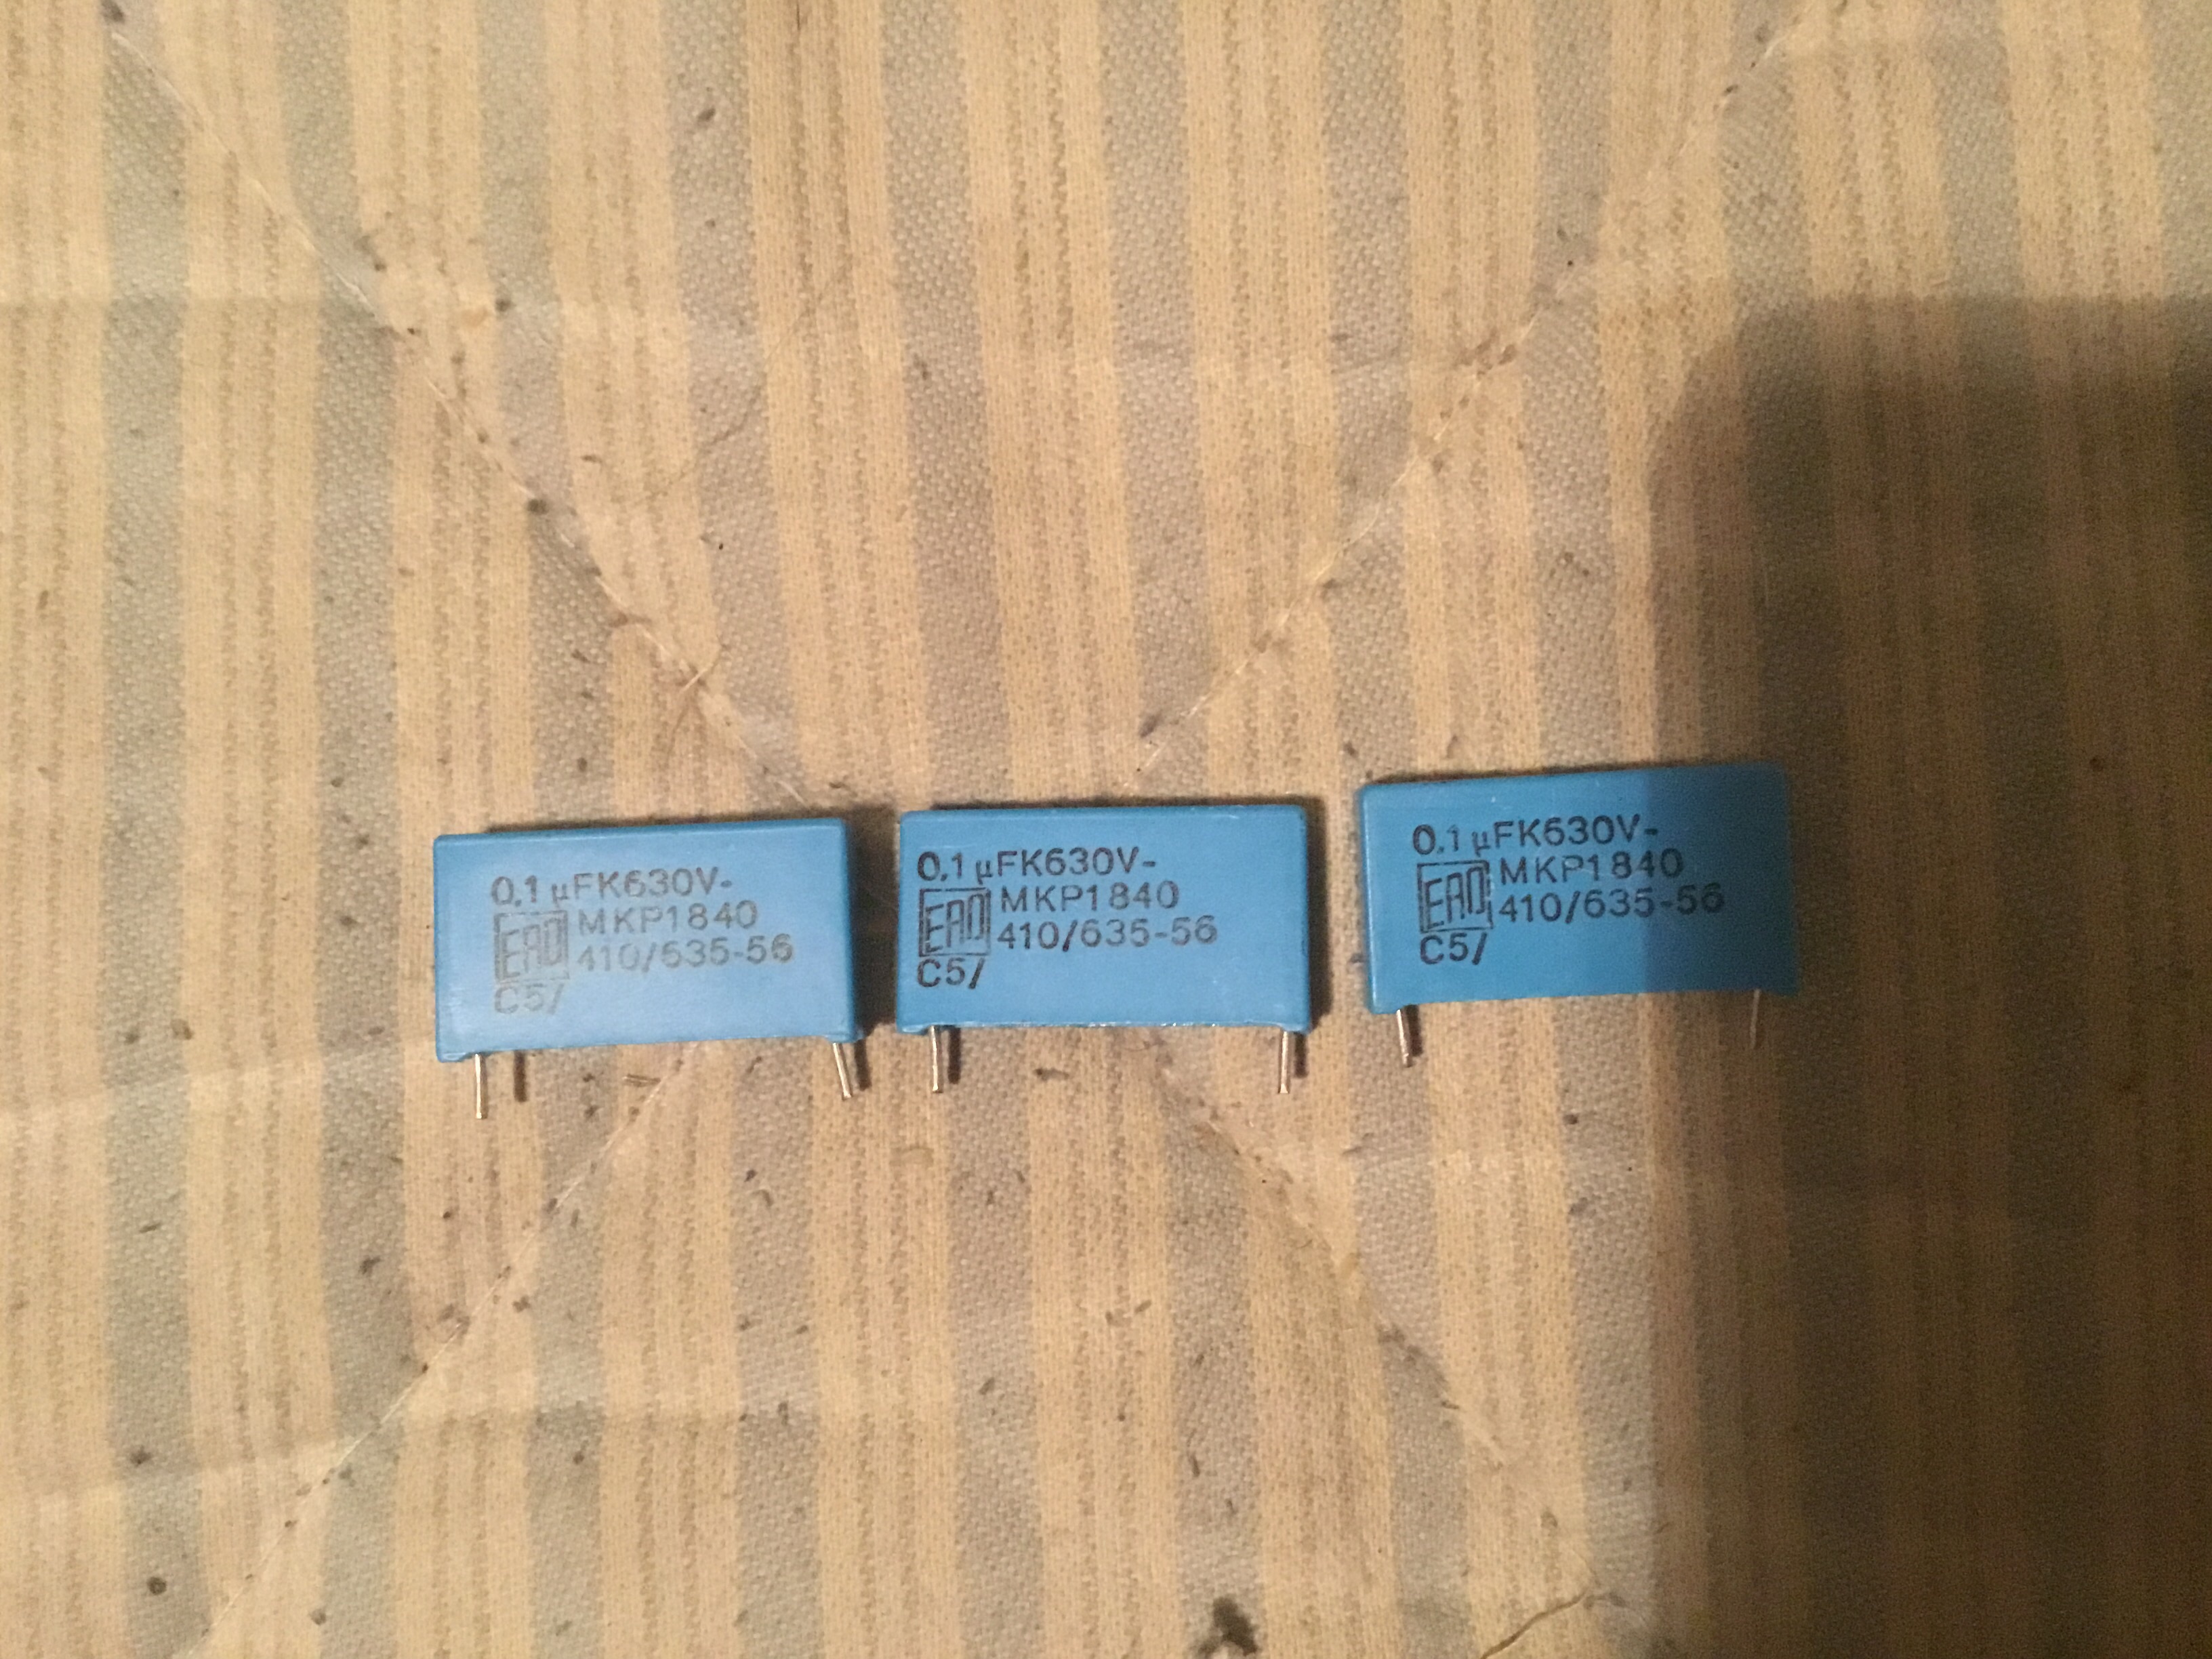 0.1 µFK630V-
ERO MKP1840
410/635-56
C5/
0.1 µFK630V-
ERO MKP1840
410/635-56
C5/
0.1 µFK630V-
ERO MKP1840
410/635-56
C5/